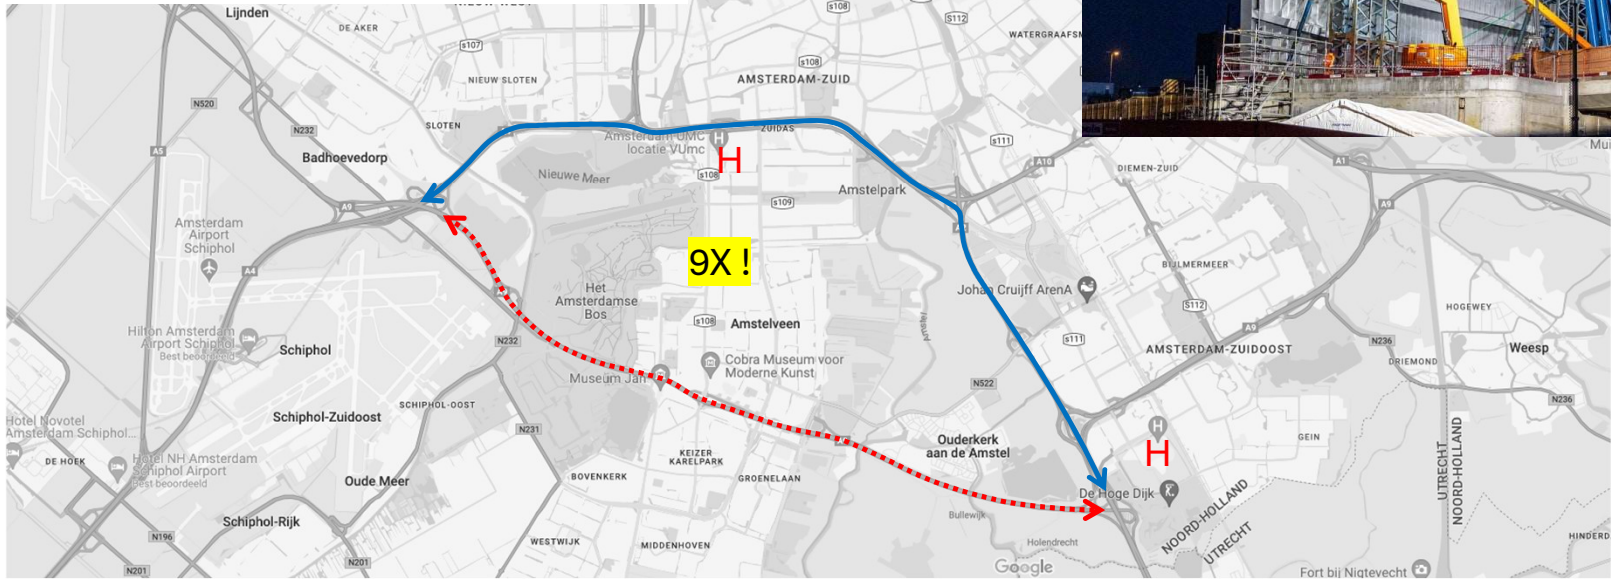 Lijnden
DE AKER
s107
s108
S112
WATERGRAAFSM
NIEUW SLOTEN
s108
AMSTERDAM-ZUID
N520
N232
SLOTEN
A5
Badhoevedorp
Amsterdam UMC
locatie VUmc
H
ZUIDAS
H
s108
s111
A10
DIEMEN-ZUID
A1
Mui
Nieuwe Meer
Amstelpark
s109
A9
A9
Amsterdam
Airport
Schiphol
A4
9X !
BIJLMERMEER
Het
Amsterdamse
Bos
Johan Cruijff ArenA
S112
HOGEWEY
s108
Amstelveen
Amstel
A9
Hilton Amsterdam
Airport Schiphol
Best beoordeeld
Schiphol
N232
s111
AMSTERDAM-ZUIDOOST
N236
Weesp
DRIEMOND
Cobra Museum voor
Moderne Kunst
Museum Jan
N522
N236
SCHIPHOL-OOST
Schiphol-Zuidoost
Hotel Novotel
Amsterdam Schiphol...
N231
H
GEIN
Ouderkerk
aan de Amstel
KEIZER
KARELPARK
H
DE HOEK
Hotel NH Amsterdam
Schiphol Airport
Best beoordeeld
Oude Meer
BOVENKERK
GROENELAAN
De Hoge Dijk
UTRECHT
NOORD-HOLLAND
NOORD-HOLLAND
UTRECHT
Schiphol-Rijk
Bullewijk
N196
WESTWIJK
MIDDENHOVEN
Holendrecht
HINDERD
N201
N201
Google
Fort bij Nigtevecht